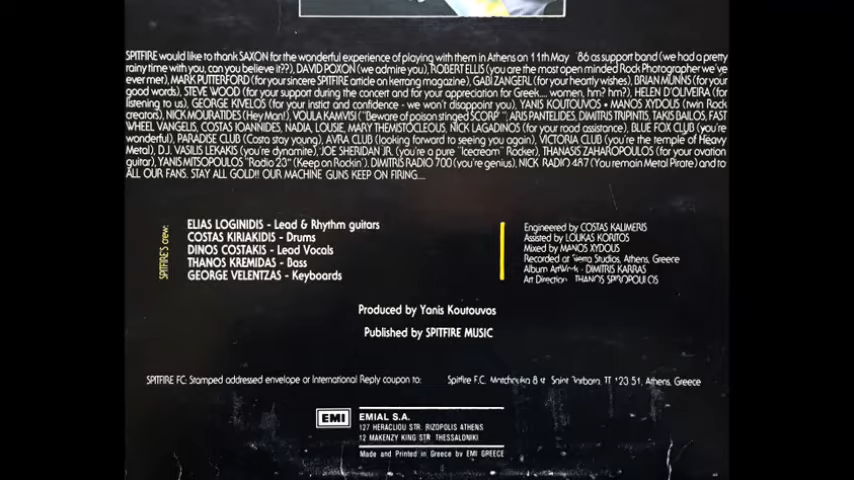 SPITFIRE would like to thank SAXON for the wonderful experience of playing with them in Athens on 11th May '86 as support band (we had a pretty
rainy time with you, can you believe it??), DAVID POXON (we admire you), ROBERT ELLIS (you are the most open minded Rock Photographer we've
ever met), MARK PUTTERFORD (for your sincere SPITFIRE article on kerrang magazine), GABI ZANGERL (for your heartly wishes), BRIAN MUNNS (for your
good words), STEVE WOOD (for your support during the concert and for your appreciation for Greek.... women, hm? hm?), HELEN D'OLIVEIRA (for
listening to us), GEORGE KIVELOS (for your instict and confidence - we won't disappoint you), YANIS KOUTOUVOS • MANOS XYDOUS (twin Rock
creators), NICK MOURATIDES (Hey Man!), VOULA KAMVISI ("Beware of poison stinged SCORP"), ARIS PANTELIDES, DIMITRIS TRIPINTIS, TAKIS BAILOS, FAST
WHEEL VANGELIS, COSTAS IOANNIDES, NADIA, LOUSIE, MARY THEMISTOCLEOUS, NICK LAGADINOS (for your road assistance), BLUE FOX CLUB (you're
wonderful), PARADISE CLUB (Costa stay young), AVRA CLUB (looking forward to seeing you again), VICTORIA CLUB (you're the temple of Heavy
Metal), D.J. VASILIS LEKAKIS (you're dynamite), JOE SHERIDAN JR. (you're a pure "Icecream" Rocker), THANASIS ZAHAROPOULOS (for your ovation
guitar), YANIS MITSOPOULOS "Radio 23" (Keep on Rockin'), DIMITRIS RADIO 700 (you're genius), NICK RADIO 487 (You remain Metal Pirate) and to
ALL OUR FANS. STAY ALL GOLD!! OUR MACHINE GUNS KEEP ON FIRING....
SPITFIRE'S crew:
ELIAS LOGINIDIS - Lead & Rhythm guitars
COSTAS KIRIAKIDIS - Drums
DINOS COSTAKIS - Lead Vocals
THANOS KREMIDAS - Bass
GEORGE VELENTZAS - Keyboards
Engineered by COSTAS KALIMERIS
Assisted by LOUKAS KORITOS
Mixed by MANOS XYDOUS
Recorded at Sierra Studios, Athens, Greece
Album ArtWork - DIMITRIS KARRAS
Art Direction THANOS SPIROPOULOS
Produced by Yanis Koutouvos
Published by SPITFIRE MUSIC
SPITFIRE FC: Stamped addressed envelope or International Reply coupon to:
Spitfire F.C. 8 st. Saint Barbara, TT 123 51, Athens, Greece
EMI
EMIAL S.A.
127 HERACLIOU STR. RIZOPOLIS ATHENS
12 MAKENZY KING STR THESSALONIKI
Made and Printed in Greece by EMI GREECE